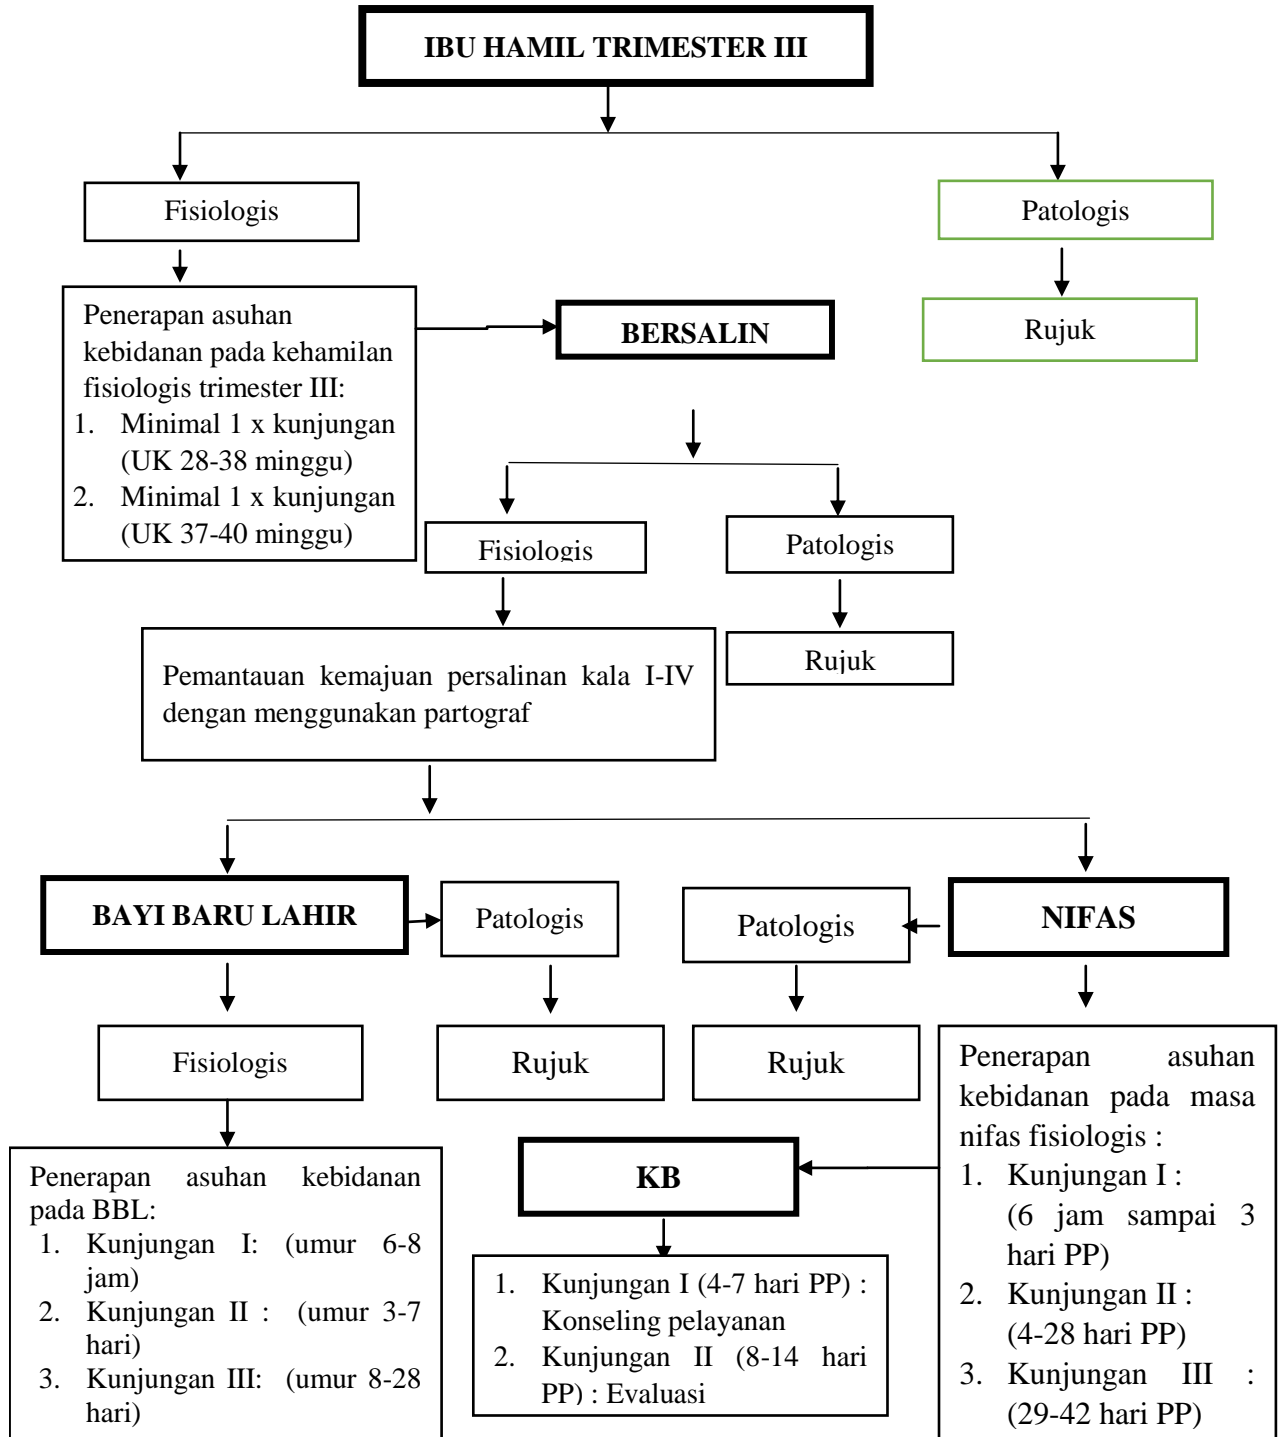 IBU HAMIL TRIMESTER III
Fisiologis
Patologis
Penerapan asuhan
kebidanan pada kehamilan
fisiologis trimester III:
1. Minimal 1 x kunjungan
(UK 28-38 minggu)
2. Minimal 1 x kunjungan
(UK 37-40 minggu)
BERSALIN
Rujuk
Fisiologis
Patologis
Rujuk
Pemantauan kemajuan persalinan kala I-IV
dengan menggunakan partograf
BAYI BARU LAHIR
Patologis
Patologis
NIFAS
Fisiologis
Rujuk
Rujuk
Penerapan asuhan
kebidanan pada masa
nifas fisiologis :
1. Kunjungan I :
(6 jam sampai 3
hari PP)
2. Kunjungan II :
(4-28 hari PP)
3. Kunjungan III :
(29-42 hari PP)
Penerapan asuhan kebidanan
pada BBL:
1. Kunjungan I: (umur 6-8
jam)
2. Kunjungan II : (umur 3-7
hari)
3. Kunjungan III: (umur 8-28
hari)
KB
1. Kunjungan I (4-7 hari PP) :
Konseling pelayanan
2. Kunjungan II (8-14 hari
PP) : Evaluasi